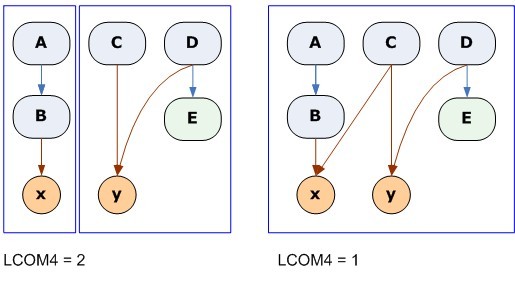 A C D
B E
x y
LCOM4 = 2
A C D
B E
x y
LCOM4 = 1